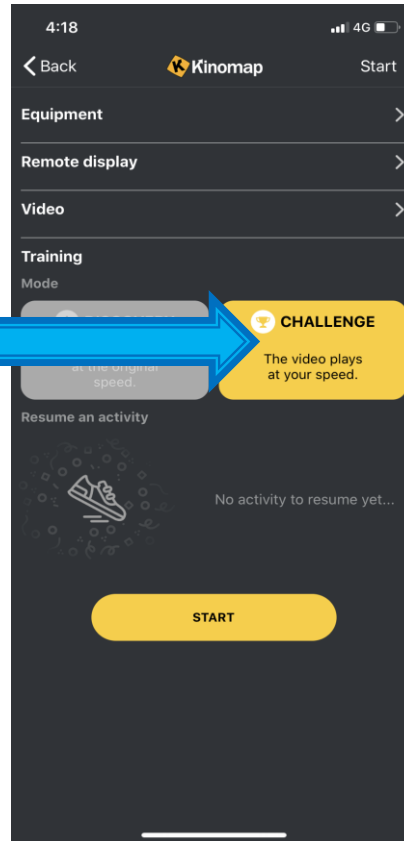 4:18
4G
Back
Kinomap
Start
Equipment
Remote display
Video
Training
Mode
CHALLENGE
The video plays
at your speed.
at the original
speed.
Resume an activity
No activity to resume yet...
START